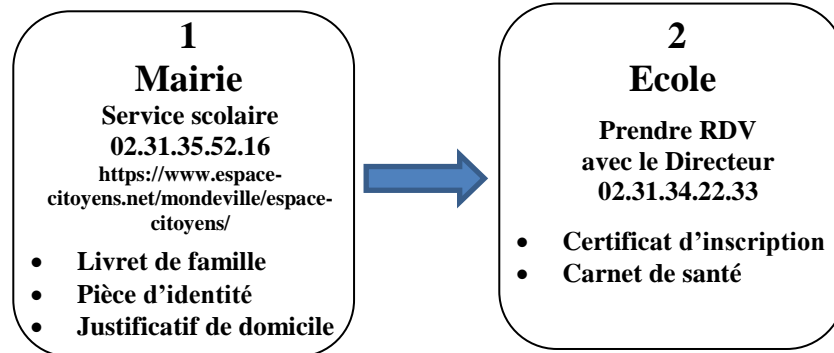 1
Mairie
Service scolaire
02.31.35.52.16
https://www.espace-
citoyens.net/mondeville/espace-
citoyens/
• Livret de famille
• Pièce d’identité
• Justificatif de domicile
2
Ecole
Prendre RDV
avec le Directeur
02.31.34.22.33
• Certificat d’inscription
• Carnet de santé